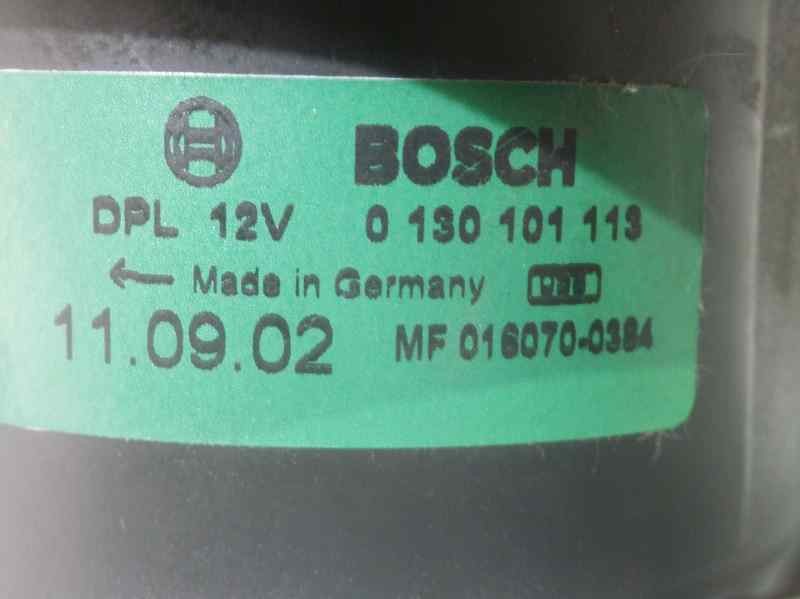 BOSCH
DPL 12V 0 130 101 113
← Made in Germany
11.09.02 MF 016070-0384